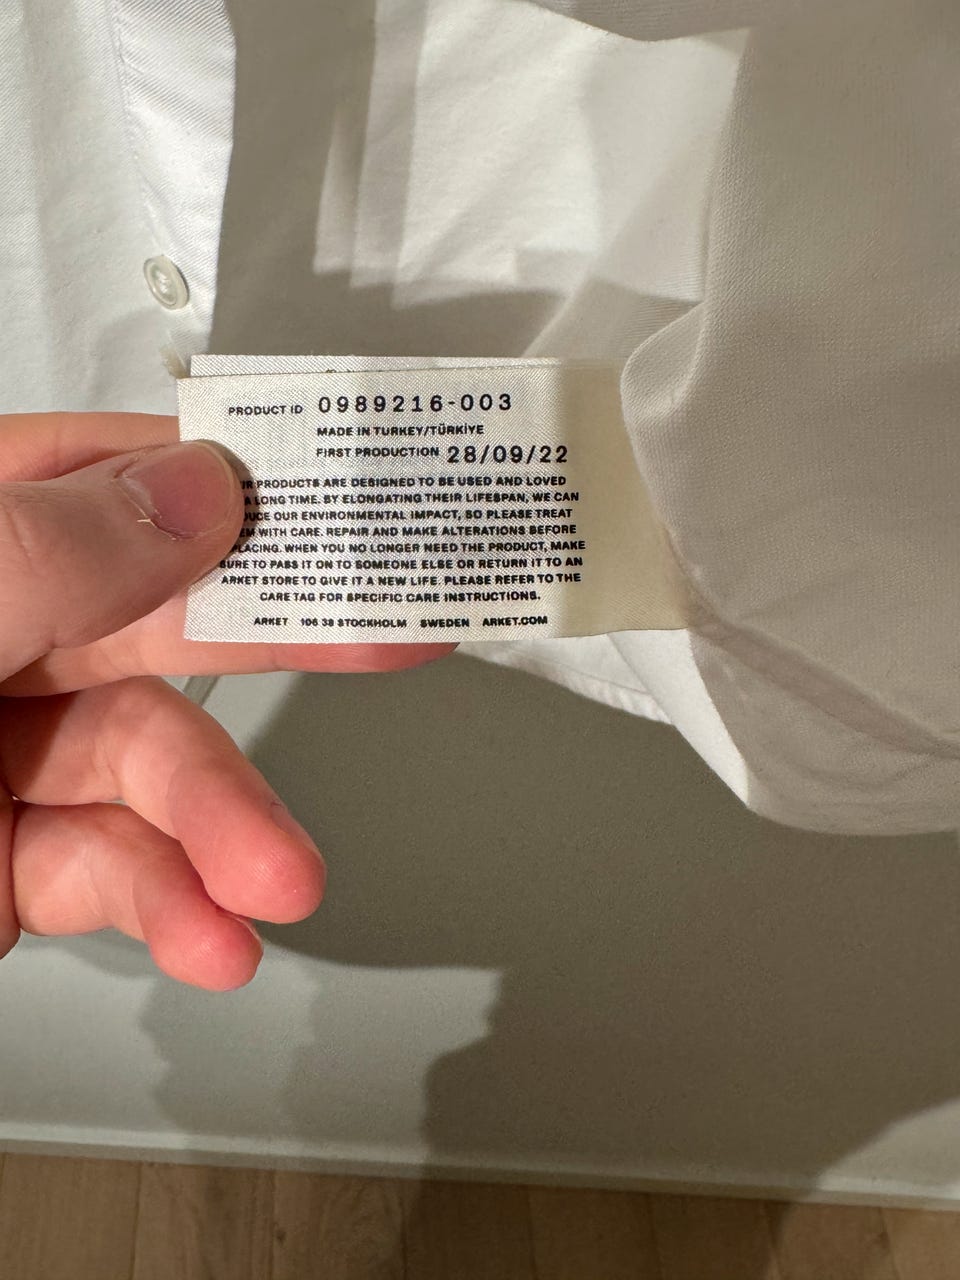 PRODUCT ID 0989216-003
MADE IN TURKEY/TÜRKİYE
FIRST PRODUCTION 28/09/22
PRODUCTS ARE DESIGNED TO BE USED AND LOVED
A LONG TIME. BY ELONGATING THEIR LIFESPAN, WE CAN
OUR ENVIRONMENTAL IMPACT, SO PLEASE TREAT
WITH CARE. REPAIR AND MAKE ALTERATIONS BEFORE
WHEN YOU NO LONGER NEED THE PRODUCT, MAKE
SURE TO PASS IT ON TO SOMEONE ELSE OR RETURN IT TO AN
ARKET STORE TO GIVE IT A NEW LIFE. PLEASE REFER TO THE
CARE TAG FOR SPECIFIC CARE INSTRUCTIONS.
ARKET 106 38 STOCKHOLM SWEDEN ARKET.COM